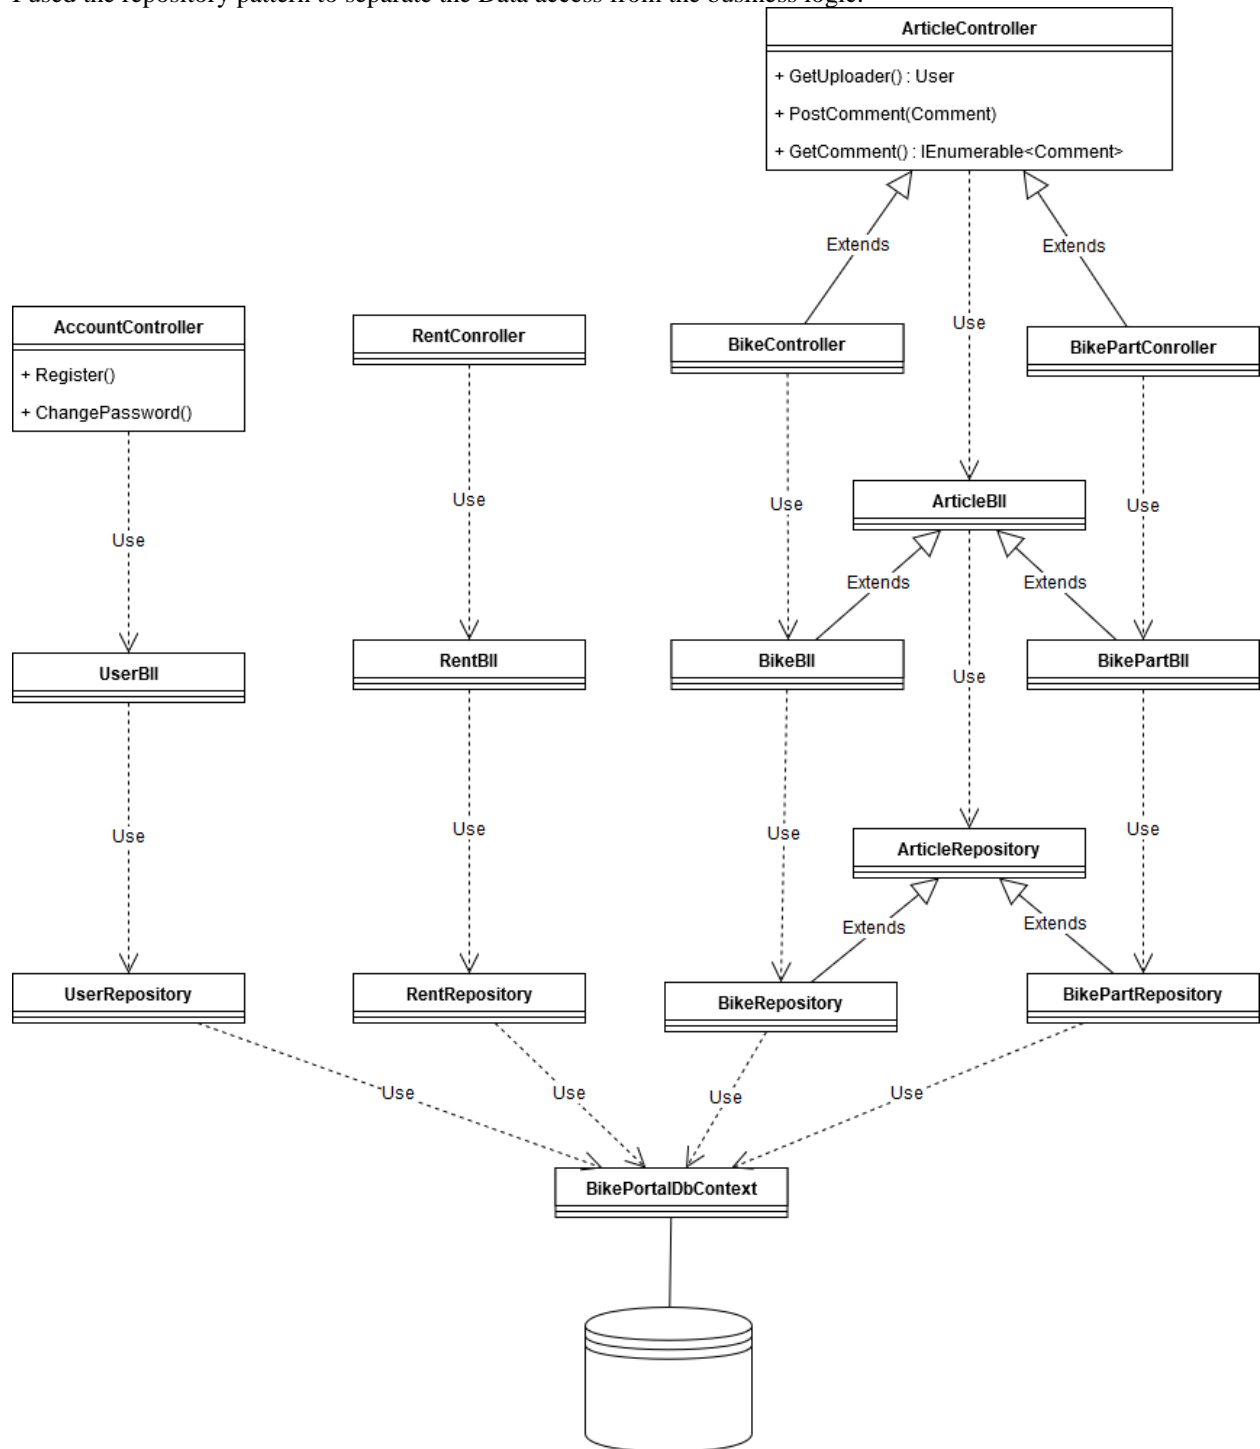 I used the repository pattern to separate the Data access from the business logic.
ArticleController
+ GetUploader() : User
+ PostComment(Comment)
+ GetComment() : IEnumerable<Comment>
Extends
Extends
AccountController
+ Register()
+ ChangePassword()
RentConroller
BikeController
Use
BikePartConroller
Use
Use
Use
Use
ArticleBll
Extends
Extends
UserBll
RentBll
BikeBll
Use
BikePartBll
Use
Use
Use
Use
ArticleRepository
Extends
Extends
UserRepository
RentRepository
BikeRepository
BikePartRepository
Use
Use
Use
Use
BikePortalDbContext